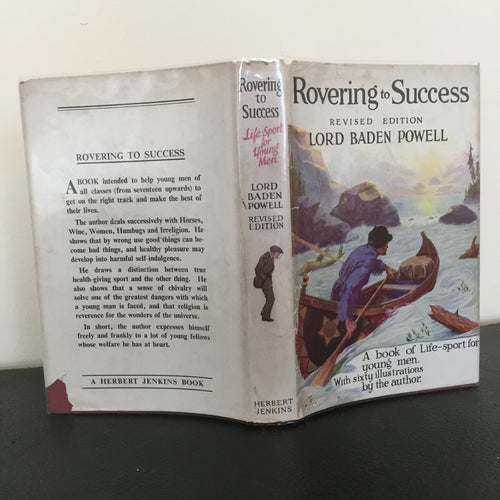 ROVERING TO SUCCESS
A BOOK intended to help young men of
all classes (from seventeen upwards) to
get on the right track and make the best of
their lives.
The author deals successively with Horses,
Wine, Women, Humbugs and Irreligion. He
shows that by wrong use good things can be-
come bad things, and healthy pleasure may
develop into harmful self-indulgence.
He draws a distinction between true
health-giving sport and the other thing. He
also shows that a sense of chivalry will
solve one of the greatest dangers with which
a young man is faced, and that religion is
reverence for the wonders of the universe.
In short, the author expresses himself
freely and frankly to a lot of young fellows
whose welfare he has at heart.
A HERBERT JENKINS BOOK
Rovering
to
Success
Life-Sport
for
Young
Men
LORD
BADEN
POWELL
REVISED
EDITION
HERBERT
JENKINS
Rovering to Success
REVISED EDITION
LORD BADEN POWELL
A book of Life-sport for
young men.
With sixty illustrations
by the author.